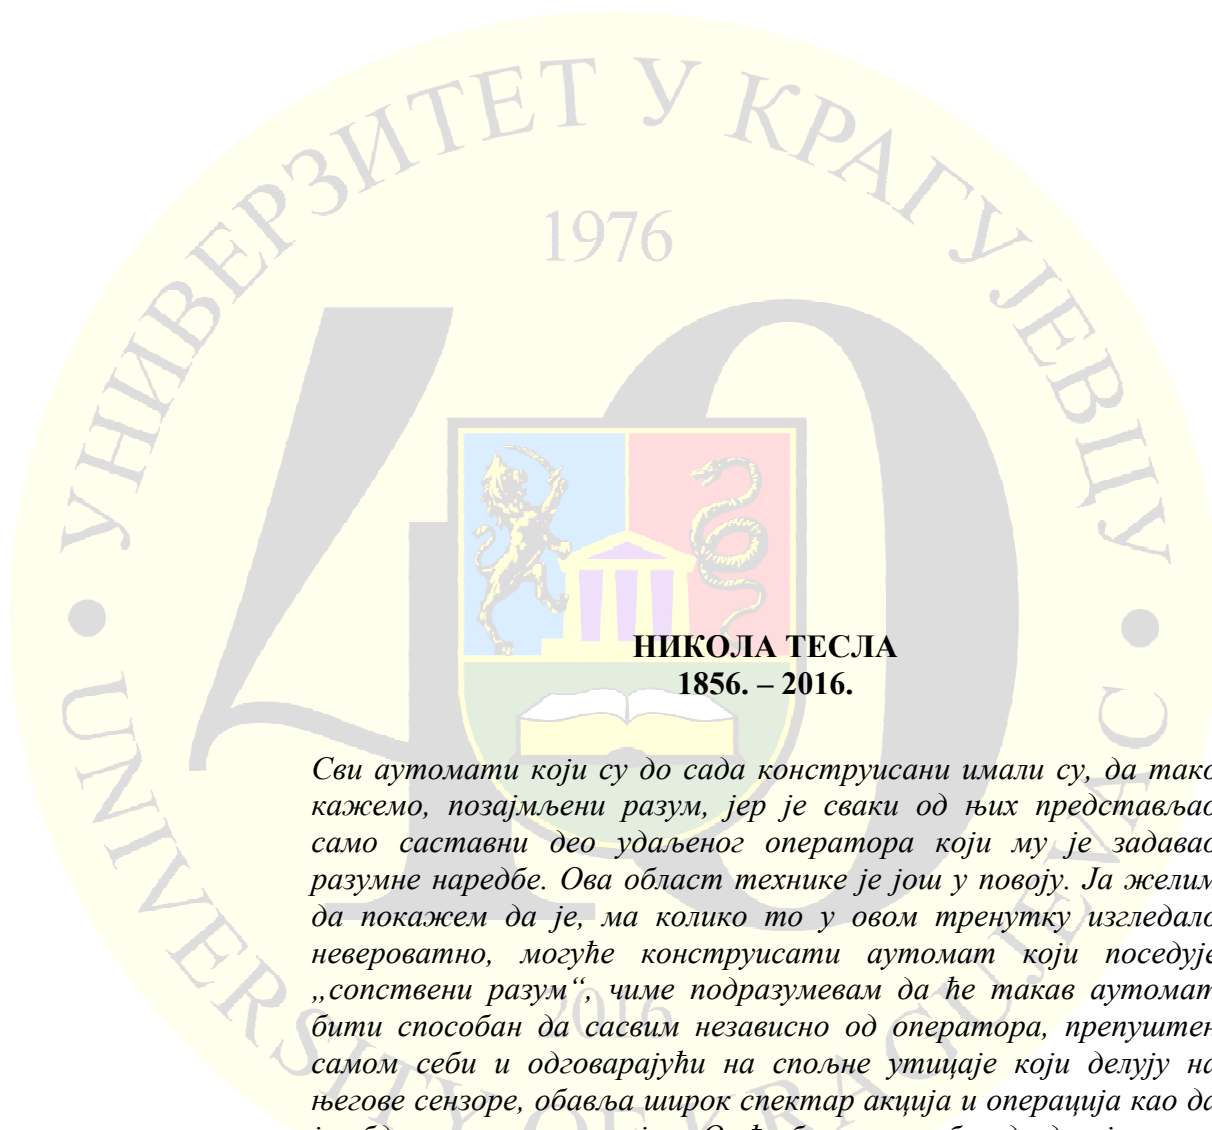 УНИВЕРЗИТЕТ У КРАГУЈЕВЦУ
1976
40
НИКОЛА ТЕСЛА
1856. – 2016.
Сви аутомати који су до сада конструисани имали су, да тако
кажемо, позајмљени разум, јер је сваки од њих представљао
само саставни део удаљеног оператора који му је задавао
разумне наредбе. Ова област технике је још у повоју. Ја желим
да покажем да је, ма колико то у овом тренутку изгледало
невероватно, могуће конструисати аутомат који поседује
„сопствени разум“, чиме подразумевам да ће такав аутомат
2016
бити способан да сасвим независно од оператора, препуштен
самом себи и одговарајући на спољне утицаје који делују на
његове сензоре, обавља широк спектар акција и операција као да
UNIVERSITY OF KRAGUJEVAC